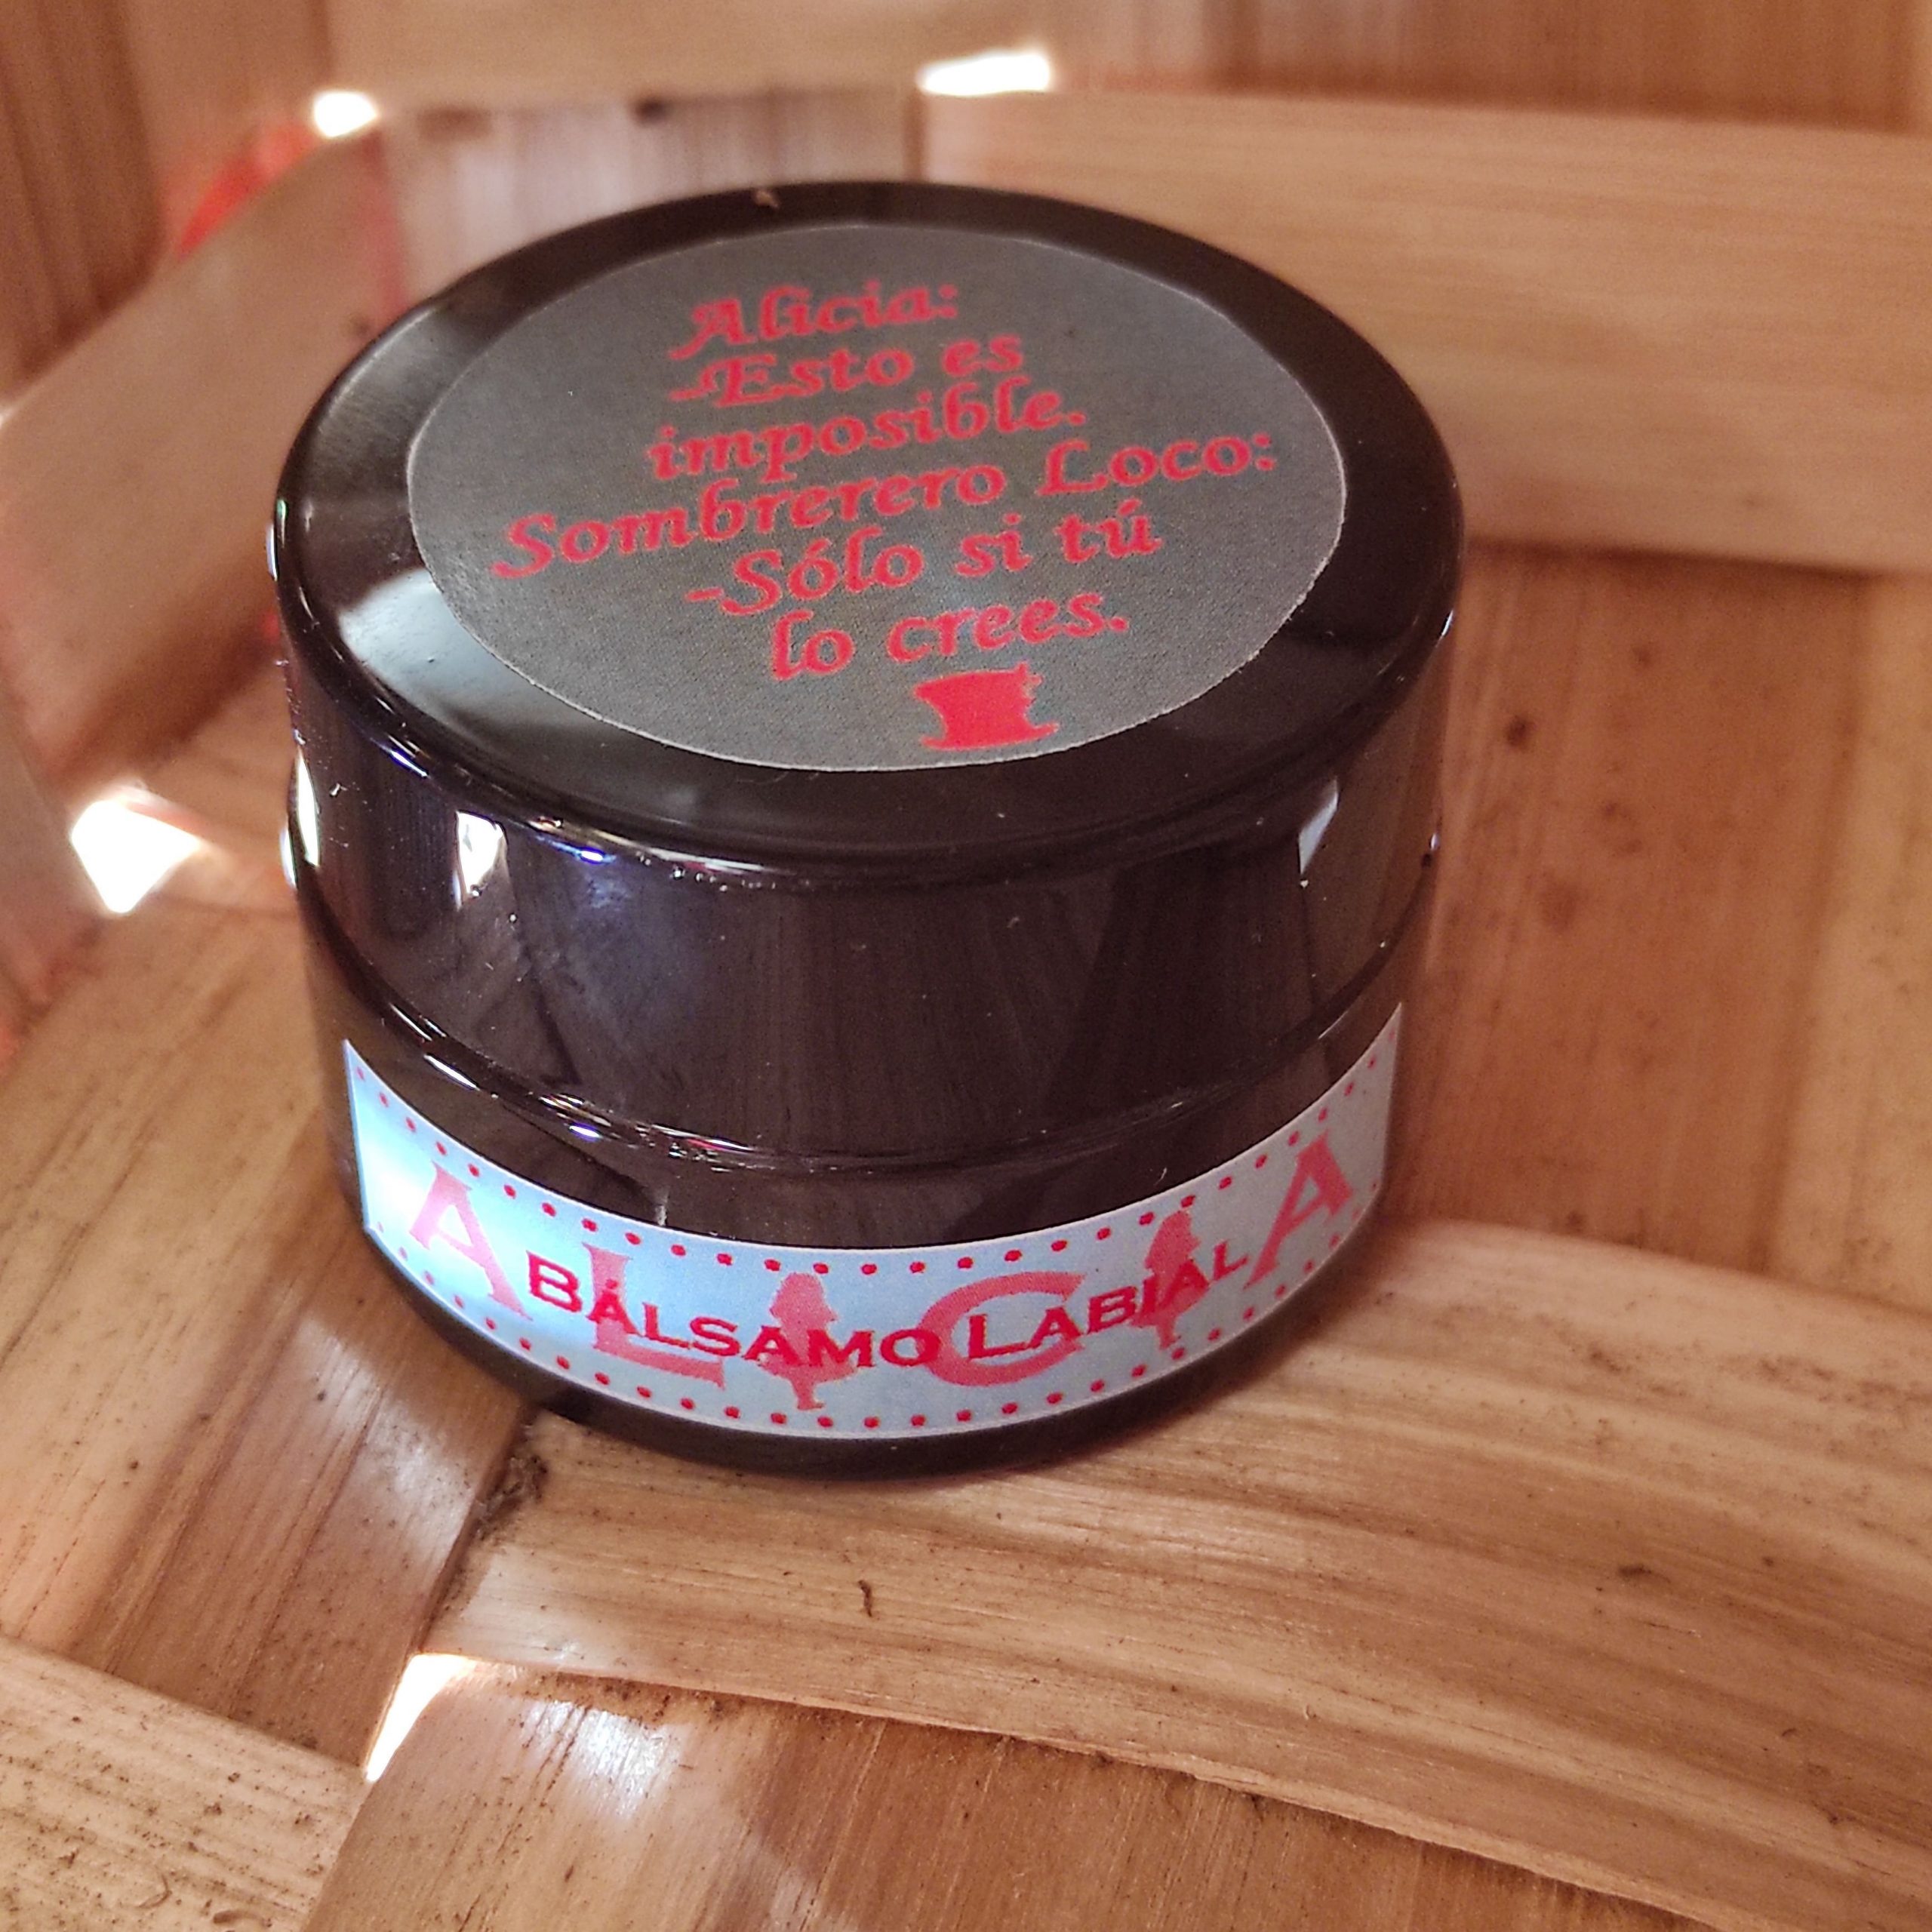 Alicia:
-Esto es
imposible.
Sombrerero Loco:
-Sólo si tú
lo crees.
ALICIA
BÁLSAMO LABIAL